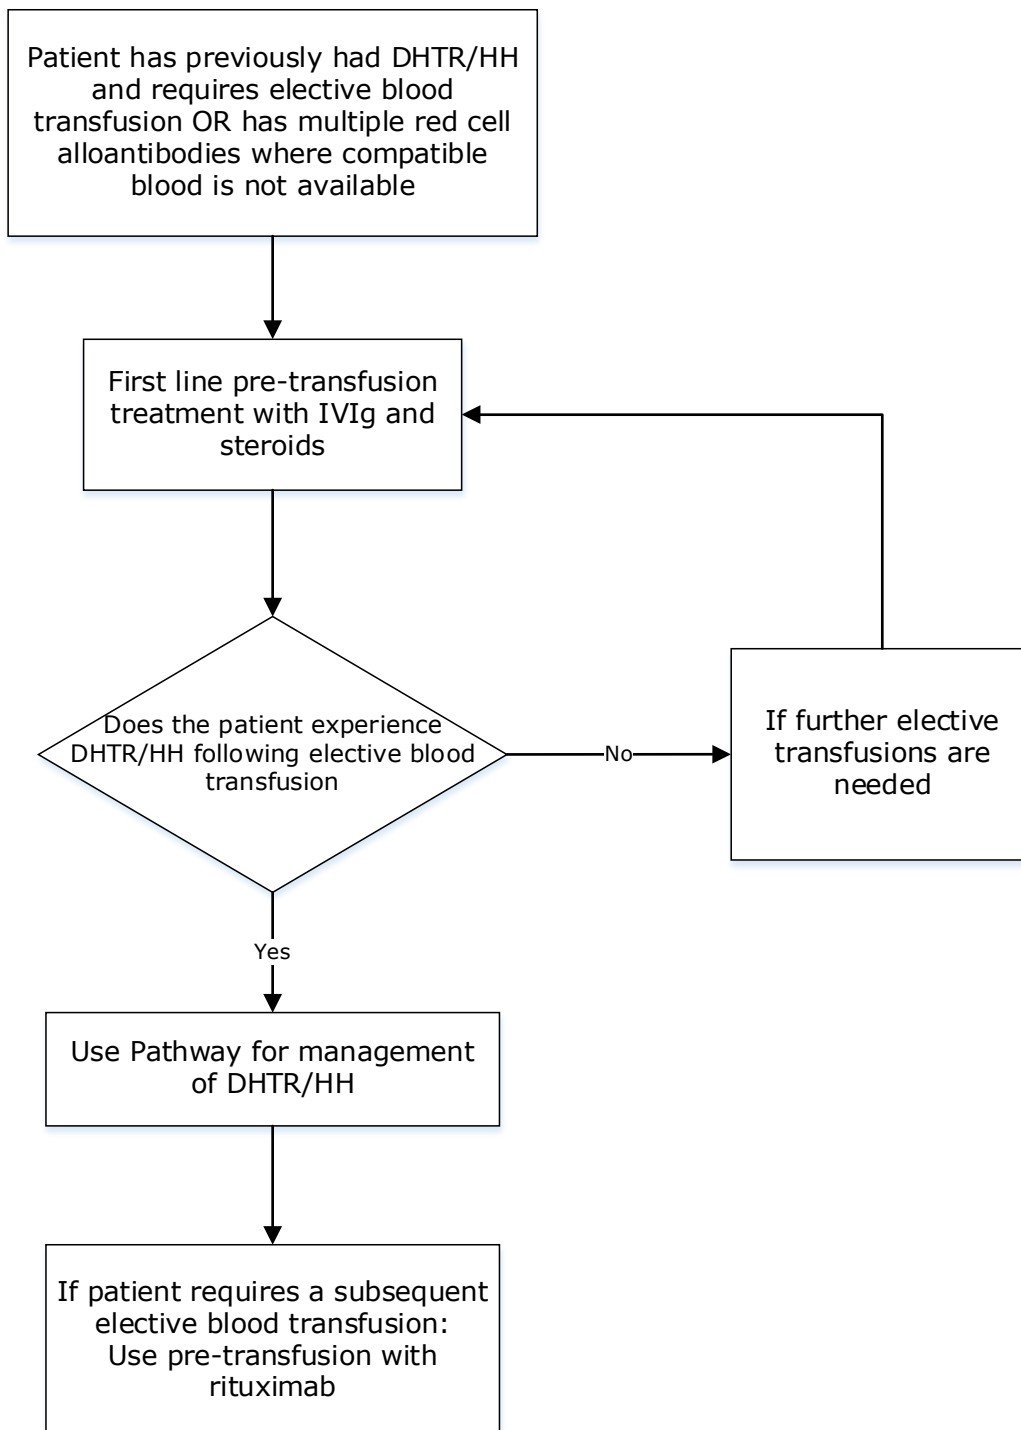 Patient has previously had DHTR/HH
and requires elective blood
transfusion OR has multiple red cell
alloantibodies where compatible
blood is not available
First line pre-transfusion
treatment with IVIg and
steroids
Does the patient experience
DHTR/HH following elective blood
transfusion
No
If further elective
transfusions are
needed
Yes
Use Pathway for management
of DHTR/HH
If patient requires a subsequent
elective blood transfusion:
Use pre-transfusion with
rituximab